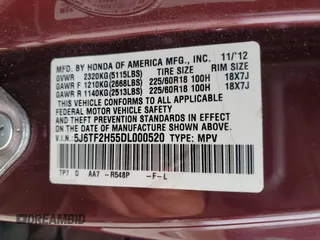 MFD. BY HONDA OF AMERICA MFG., INC. 11/12
GVWR 2320KG(5115LBS) TIRE SIZE RIM SIZE
GAWR F 1210KG(2668LBS) 225/60R18 100H 18X7J
GAWR R 1140KG(2513LBS) 225/60R18 100H 18X7J
THIS VEHICLE CONFORMS TO ALL APPLICABLE
FEDERAL MOTOR VEHICLE SAFETY STANDARDS
IN EFFECT ON THE DATE OF MANUFACTURE
SHOWN ABOVE.
V.I.N.:5J6TF2H55DL000520 TYPE: MPV
TP7 D AA7 -R548P -F-L
DREAMBID